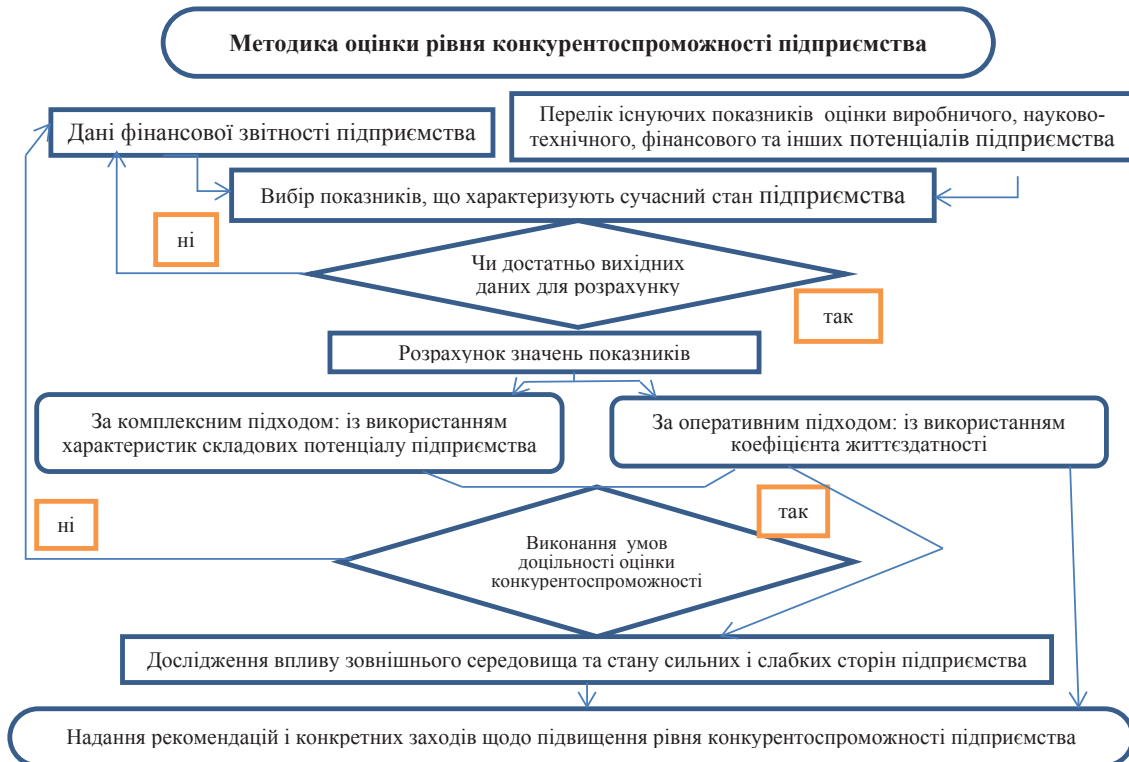 Методика оцінки рівня конкурентоспроможності підприємства
Дані фінансової звітності підприємства
Перелік існуючих показників оцінки виробничого, науково-
технічного, фінансового та інших потенціалів підприємства
Вибір показників, що характеризують сучасний стан підприємства
ні
Чи достатньо вихідних
даних для розрахунку
так
Розрахунок значень показників
За комплексним підходом: із використанням
характеристик складових потенціалу підприємства
За оперативним підходом: із використанням
коефіцієнта життєздатності
ні
так
Виконання умов
доцільності оцінки
конкурентоспроможності
Дослідження впливу зовнішнього середовища та стану сильних і слабких сторін підприємства
Надання рекомендацій і конкретних заходів щодо підвищення рівня конкурентоспроможності підприємства